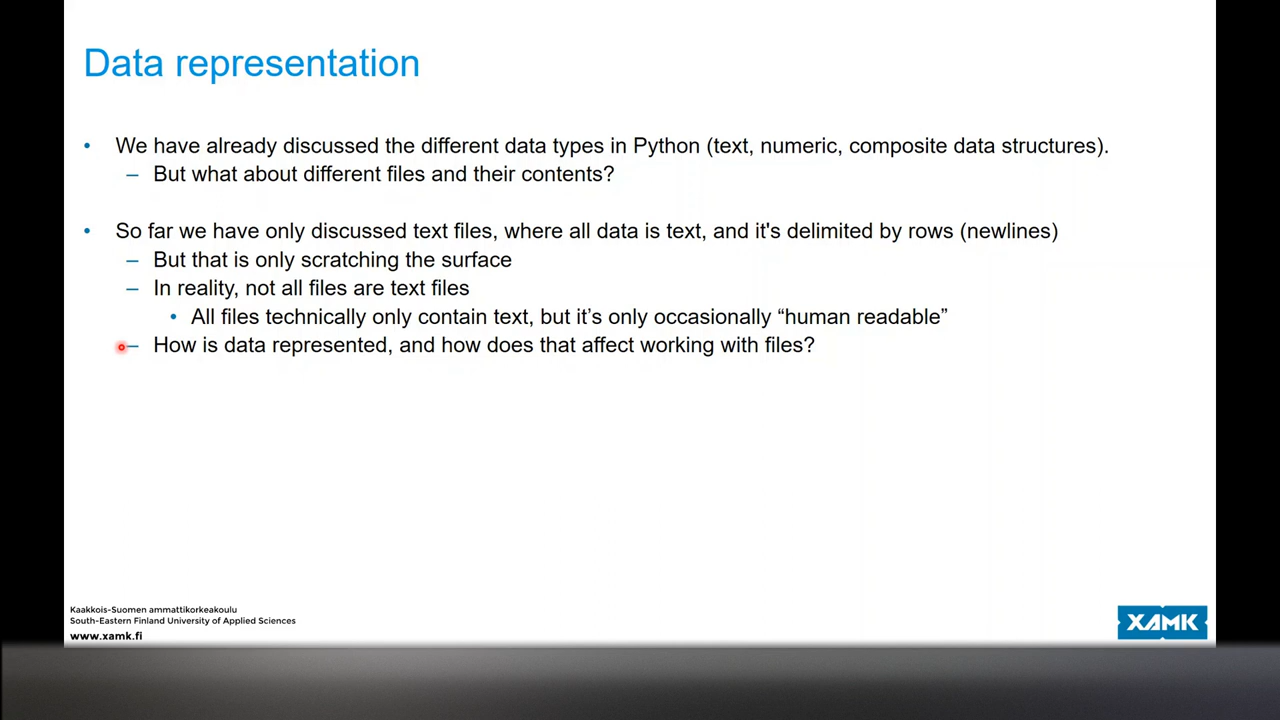 Data representation
• We have already discussed the different data types in Python (text, numeric, composite data structures).
– But what about different files and their contents?
• So far we have only discussed text files, where all data is text, and it's delimited by rows (newlines)
– But that is only scratching the surface
– In reality, not all files are text files
• All files technically only contain text, but it’s only occasionally “human readable”
– How is data represented, and how does that affect working with files?
Kaakkois-Suomen ammattikorkeakoulu
South-Eastern Finland University of Applied Sciences
www.xamk.fi
XAMK